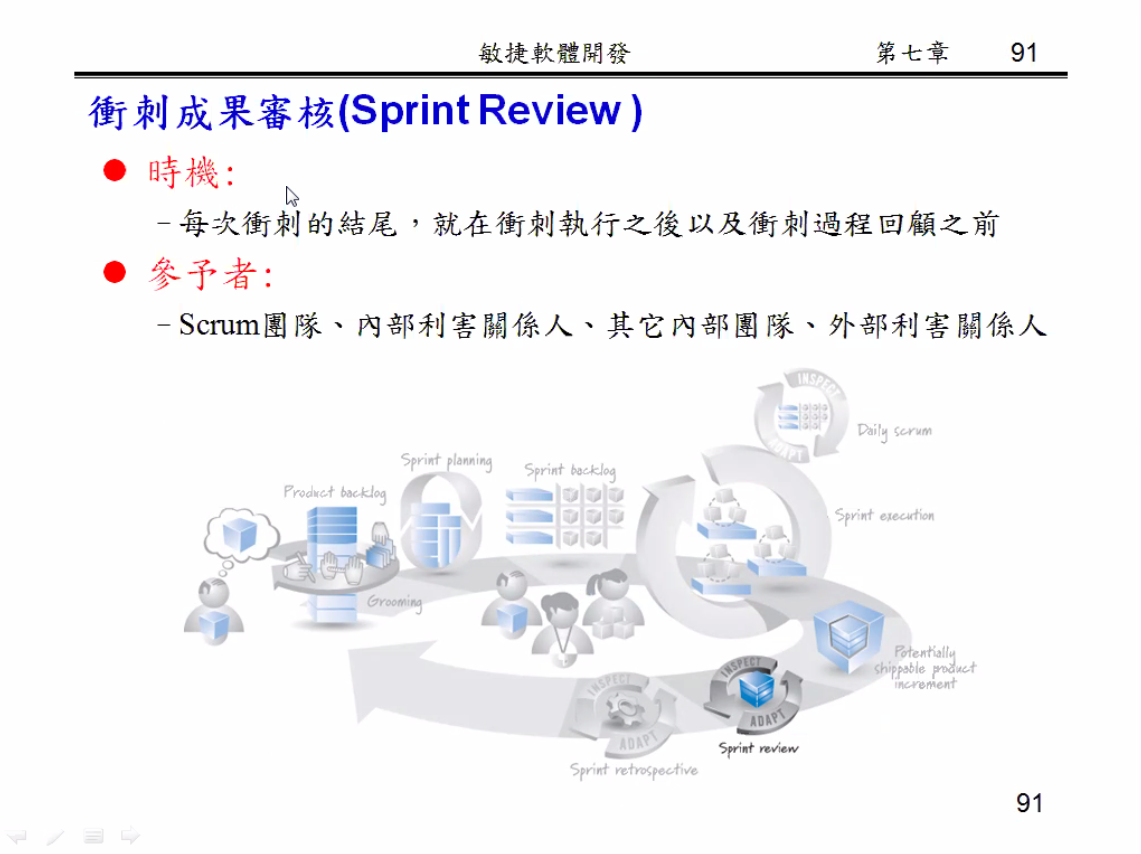 敏捷軟體開發 第七章 91
衝刺成果審核(Sprint Review )
● 時機:
－每次衝刺的結尾，就在衝刺執行之後以及衝刺過程回顧之前
● 參予者:
－Scrum團隊、內部利害關係人、其它內部團隊、外部利害關係人
INSPECT
ADAPT
Daily scrum
Sprint planning
Sprint backlog
Product backlog
Sprint execution
Grooming
Potentially
shippable product
increment
INSPECT
ADAPT
Sprint review
INSPECT
ADAPT
Sprint retrospective
91